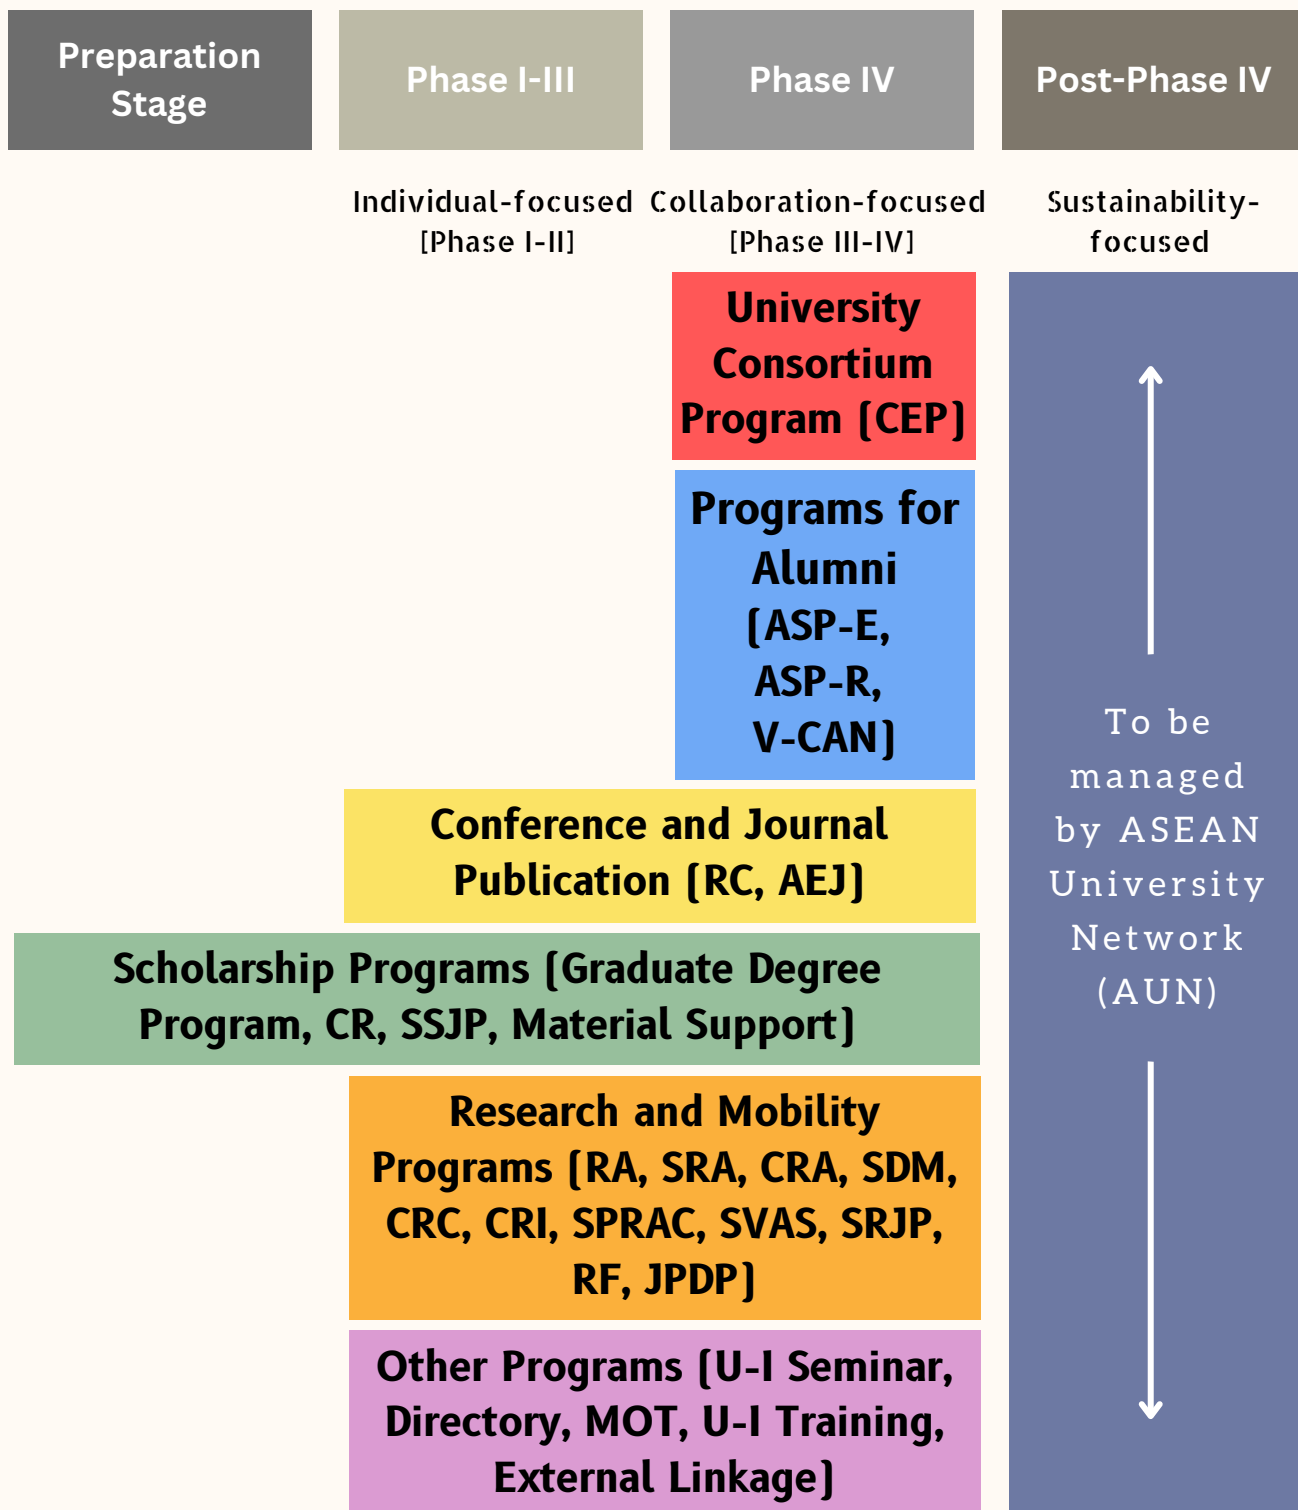 Preparation
Stage
Phase I-III
Phase IV
Post-Phase IV
Individual-focused
[Phase I-II]
Collaboration-focused
[Phase III-IV]
Sustainability-
focused
University
Consortium
Program (CEP)
Programs for
Alumni
(ASP-E,
ASP-R,
V-CAN)
Conference and Journal
Publication (RC, AEJ)
Scholarship Programs (Graduate Degree
Program, CR, SSJP, Material Support)
Research and Mobility
Programs (RA, SRA, CRA, SDM,
CRC, CRI, SPRAC, SVAS, SRJP,
RF, JPDP)
Other Programs (U-I Seminar,
Directory, MOT, U-I Training,
External Linkage)
To be
managed
by ASEAN
University
Network
(AUN)